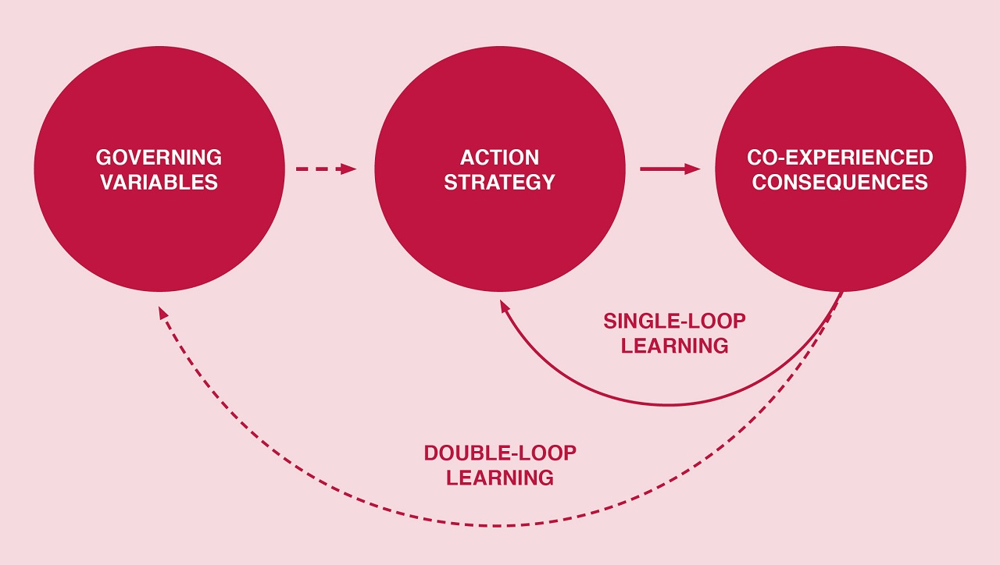 GOVERNING
VARIABLES
ACTION
STRATEGY
CO-EXPERIENCED
CONSEQUENCES
SINGLE-LOOP
LEARNING
DOUBLE-LOOP
LEARNING